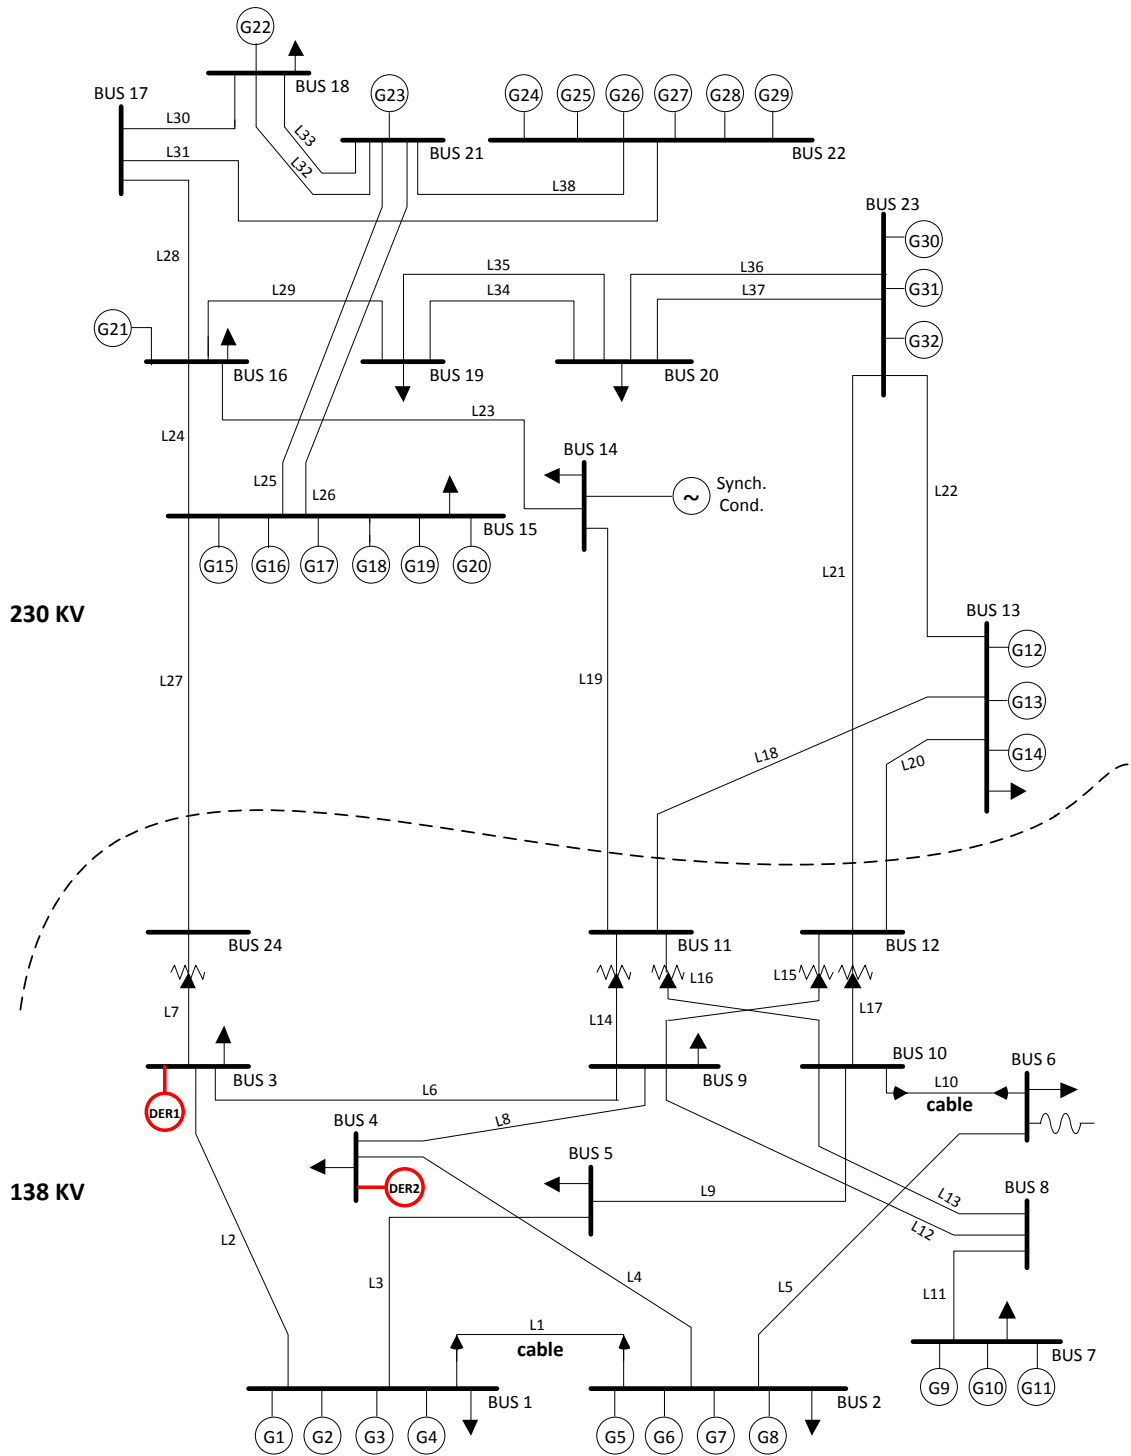 G22
BUS 18
BUS 17
G23
G24
G25
G26
G27
G28
G29
L30
L33
L31
L32
BUS 21
BUS 22
L38
BUS 23
G30
L28
L35
L36
G31
L29
L34
L37
G21
G32
BUS 16
BUS 19
BUS 20
L23
L24
BUS 14
L25
L26
~
Synch.
Cond.
L22
BUS 15
G15
G16
G17
G18
G19
G20
L21
230 KV
BUS 13
G12
L27
L19
G13
L18
L20
G14
BUS 24
BUS 11
BUS 12
L16
L15
L7
L14
L17
BUS 3
BUS 9
BUS 10
BUS 6
L6
L10
cable
DER1
BUS 4
L8
BUS 5
DER2
138 KV
L9
BUS 8
L13
L12
L2
L3
L4
L5
L11
L1
cable
BUS 7
G9
G10
G11
BUS 1
BUS 2
G1
G2
G3
G4
G5
G6
G7
G8